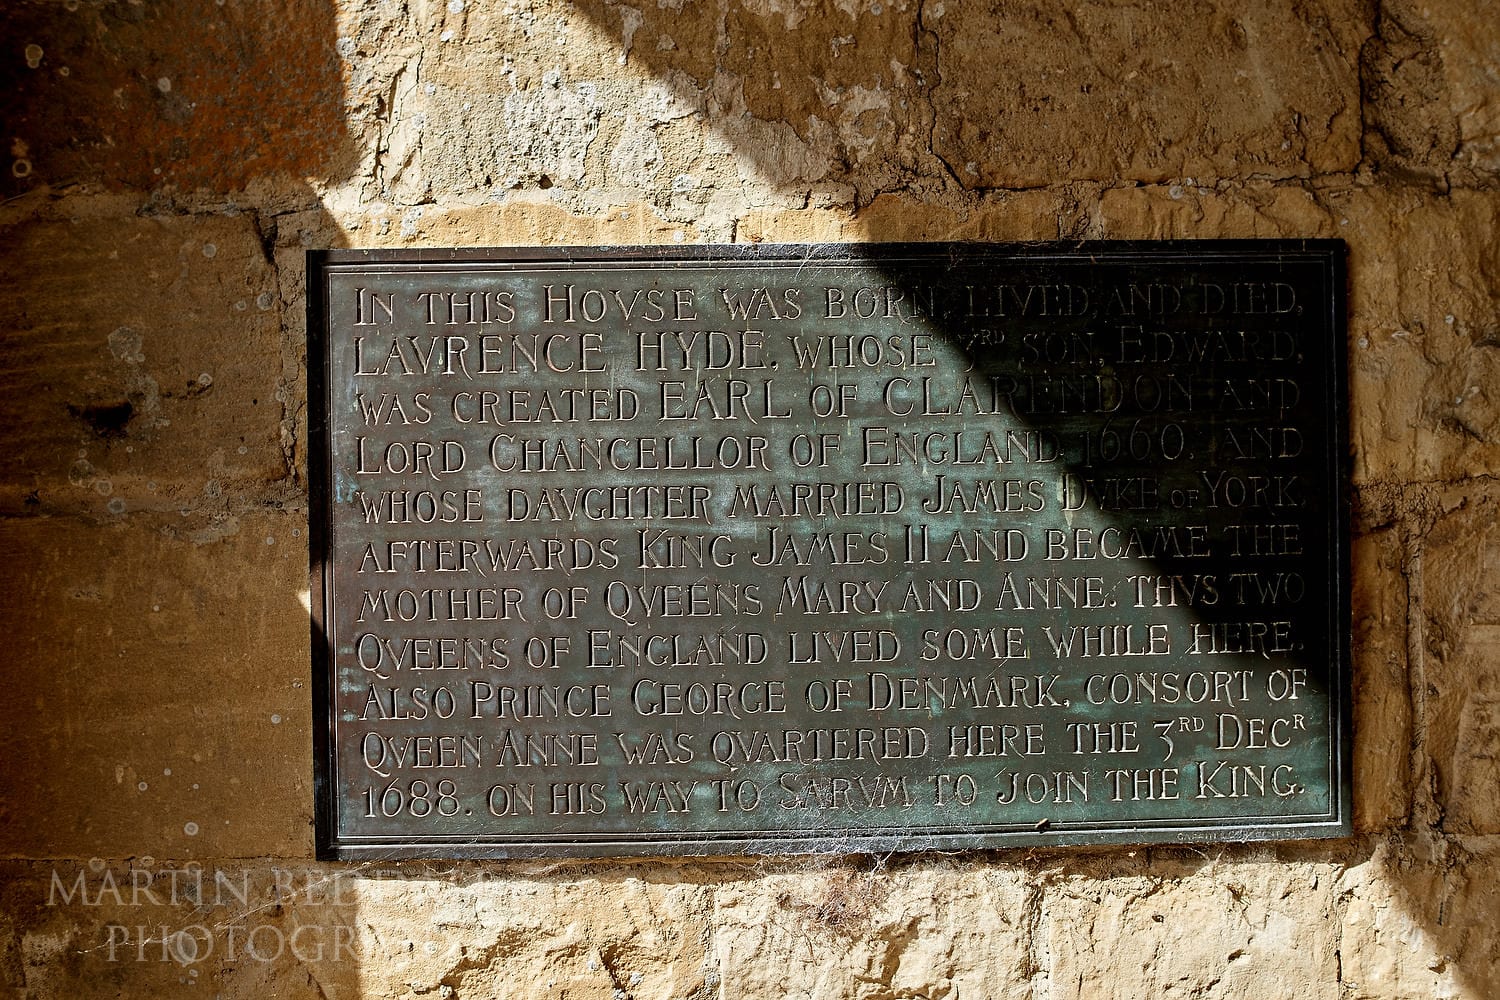 In this Hovse was born, lived, and died,
Lavrence Hyde, whose 3rd son, Edward,
was created Earl of Clarendon and
Lord Chancellor of England 1660, and
whose davghter married James Dvke of York,
afterwards King James II and became the
mother of Qveens Mary and Anne. Thvs two
Qveens of England lived some while here.
Also Prince George of Denmark, consort of
Qveen Anne was qvartered here the 3rd Decr
1688. on his way to Sarvm to join the King.
MARTIN
PHOTOGRA